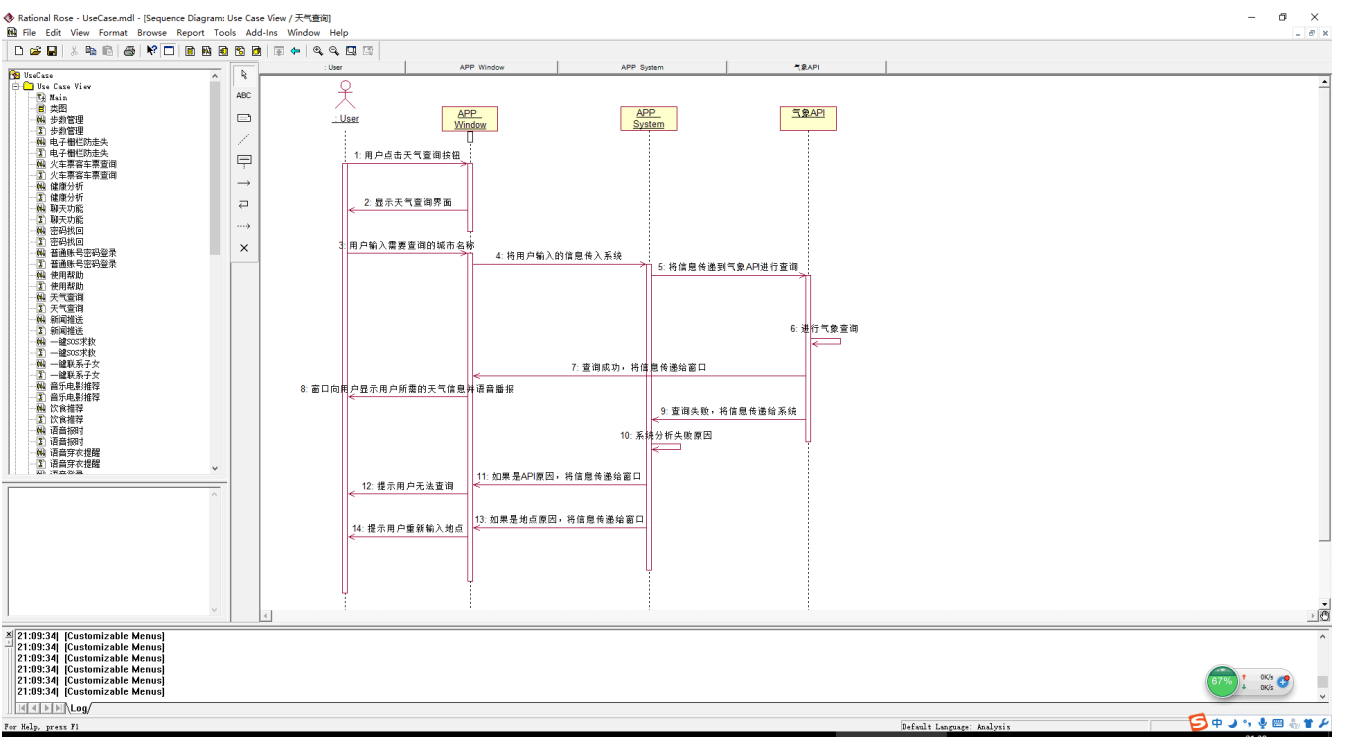 Rational Rose - UseCase.mdl - [Sequence Diagram: Use Case View / 天气查询]
File Edit View Format Browse Report Tools Add-Ins Window Help
: User APP Window APP System 气象API
UseCase
Use Case View
Main
类图
步数管理
步数管理
电子栅栏防走失
电子栅栏防走失
火车票客车票查询
火车票客车票查询
健康分析
健康分析
聊天功能
聊天功能
密码找回
密码找回
普通账号密码登录
普通账号密码登录
使用帮助
使用帮助
天气查询
天气查询
新闻推送
新闻推送
一键SOS求救
一键SOS求救
一键联系子女
一键联系子女
音乐电影推荐
音乐电影推荐
饮食推荐
饮食推荐
语音报时
语音报时
语音穿衣提醒
语音穿衣提醒
ABC
: User
APP
Window
APP
System
气象API
1: 用户点击天气查询按钮
2: 显示天气查询界面
3: 用户输入需要查询的城市名称
4: 将用户输入的信息传入系统
5: 将信息传递到气象API进行查询
6: 进行气象查询
7: 查询成功，将信息传递给窗口
8: 窗口向用户显示用户所需的天气信息并语音播报
9: 查询失败，将信息传递给系统
10: 系统分析失败原因
11: 如果是API原因，将信息传递给窗口
12: 提示用户无法查询
13: 如果是地点原因，将信息传递给窗口
14: 提示用户重新输入地点
21:09:34| [Customizable Menus]
21:09:34| [Customizable Menus]
21:09:34| [Customizable Menus]
21:09:34| [Customizable Menus]
21:09:34| [Customizable Menus]
21:09:34| [Customizable Menus]
67%
0K/s
0K/s
Log
For Help, press F1
Default Language: Analysis
中